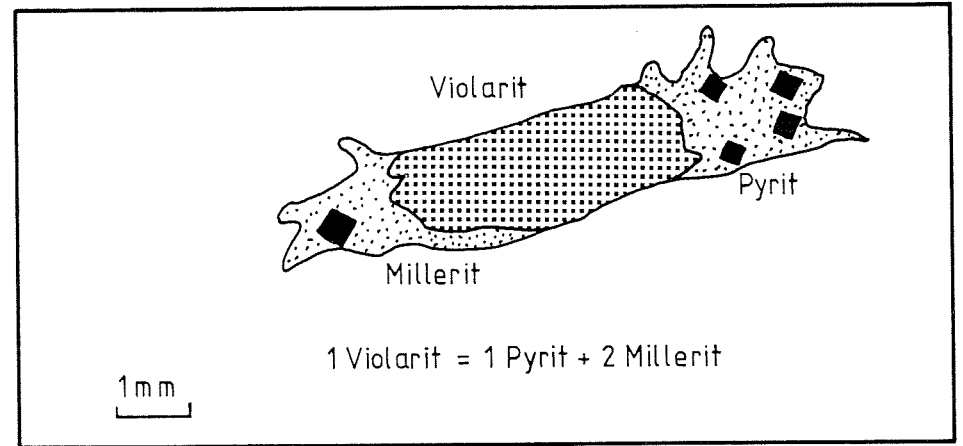 Violarit
Pyrit
Millerit
1 Violarit = 1 Pyrit + 2 Millerit
1mm